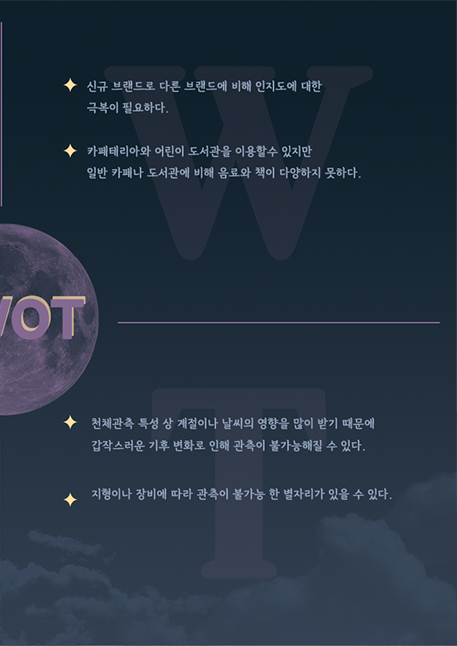 W
신규 브랜드로 다른 브랜드에 비해 인지도에 대한
극복이 필요하다.
카페테리아와 어린이 도서관을 이용할수 있지만
일반 카페나 도서관에 비해 음료와 책이 다양하지 못하다.
WOT
T
천체관측 특성 상 계절이나 날씨의 영향을 많이 받기 때문에
갑작스러운 기후 변화로 인해 관측이 불가능해질 수 있다.
지형이나 장비에 따라 관측이 불가능 한 별자리가 있을 수 있다.